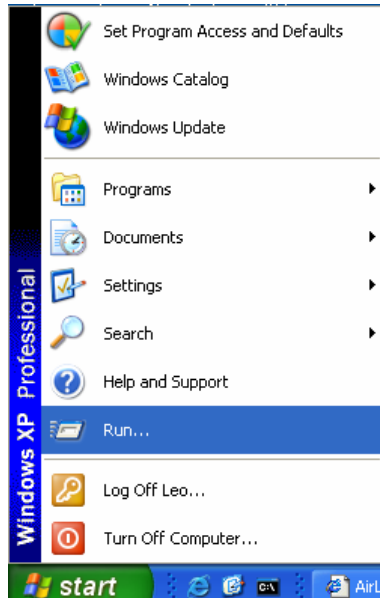 Set Program Access and Defaults
Windows Catalog
Windows Update
Programs
Documents
Settings
Search
Help and Support
Run...
Log Off Leo...
Turn Off Computer...
Windows XP Professional
start
C:\